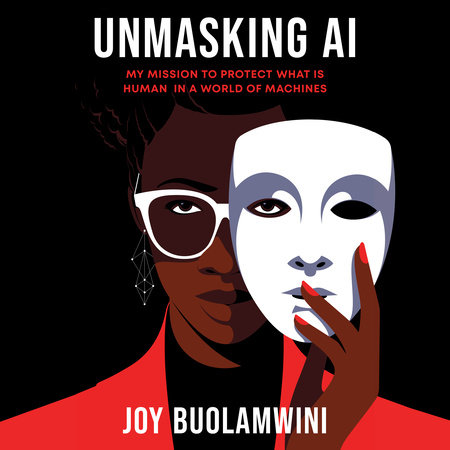 UNMASKING AI
MY MISSION TO PROTECT WHAT IS
HUMAN IN A WORLD OF MACHINES
JOY BUOLAMWINI